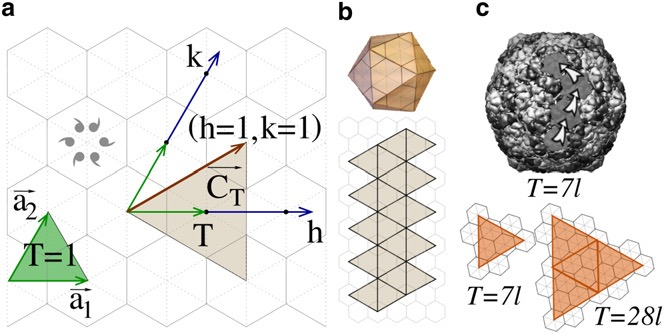 a
k
(h=1,k=1)
C_T
a_2
T=1
T
h
a_1
b
c
T=7l
T=7l
T=28l